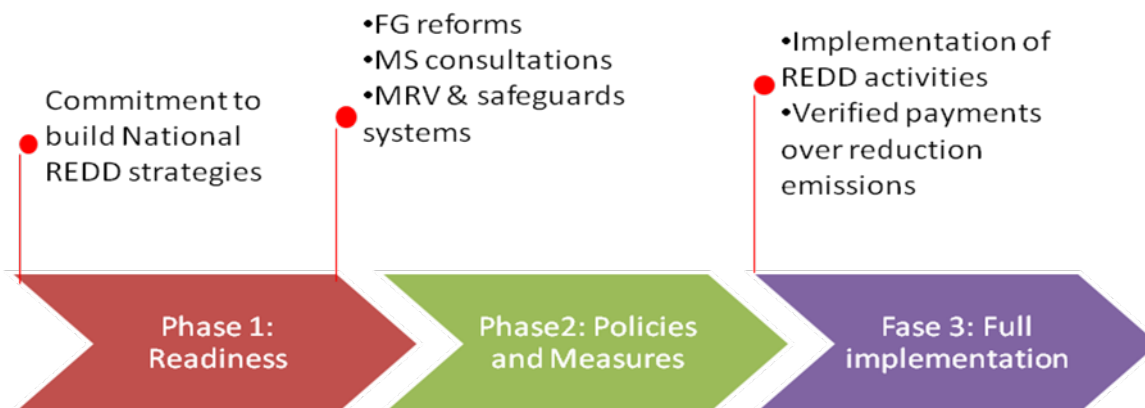 Commitment to
build National
REDD strategies
•FG reforms
•MS consultations
•MRV & safeguards
systems
•Implementation of
REDD activities
•Verified payments
over reduction
emissions
Phase 1:
Readiness
Phase2: Policies
and Measures
Fase 3: Full
implementation